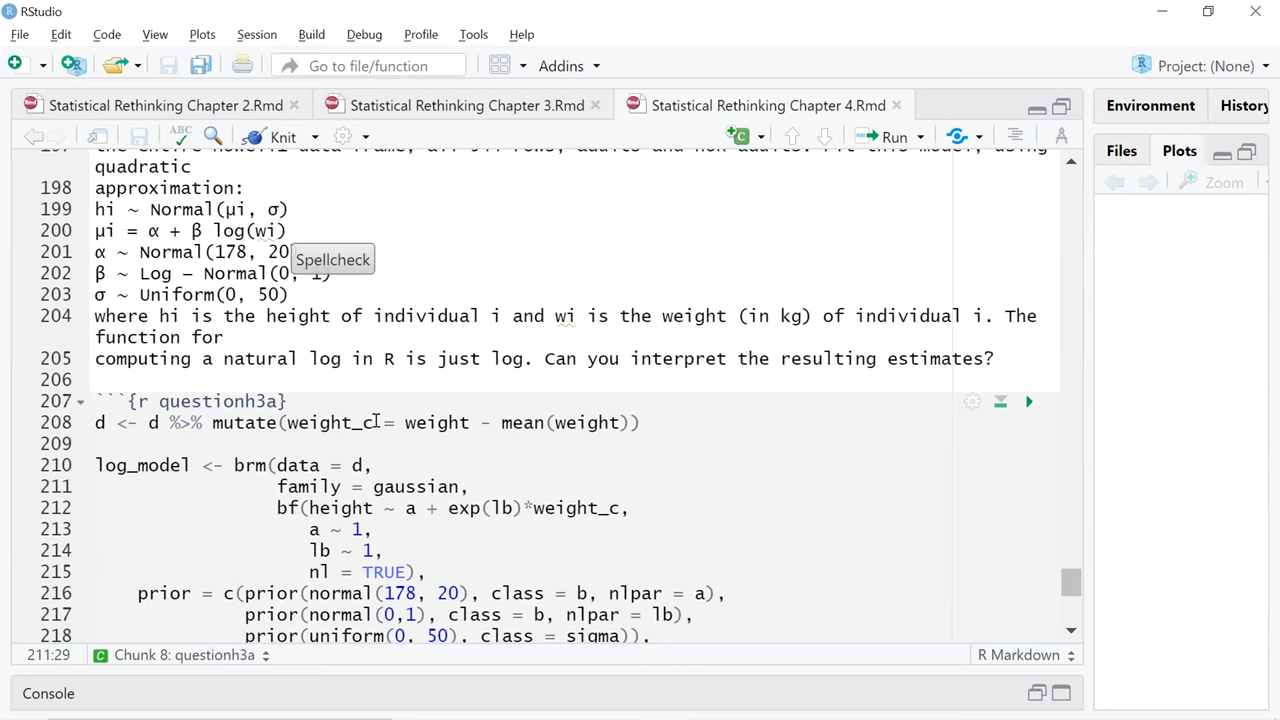 RStudio
File Edit Code View Plots Session Build Debug Profile Tools Help
Go to file/function Addins Project: (None)
Statistical Rethinking Chapter 2.Rmd Statistical Rethinking Chapter 3.Rmd Statistical Rethinking Chapter 4.Rmd Environment History
ABC Knit Run Files Plots
Zoom
quadratic
198 approximation:
199 hi ~ Normal(μi, σ)
200 μi = α + β log(wi)
201 α ~ Normal(178, 20
Spellcheck
202 β ~ Log − Normal(0, 1)
203 σ ~ Uniform(0, 50)
204 where hi is the height of individual i and wi is the weight (in kg) of individual i. The
function for
205 computing a natural log in R is just log. Can you interpret the resulting estimates?
206
207 ```{r questionh3a}
208 d <- d %>% mutate(weight_c = weight - mean(weight))
209
210 log_model <- brm(data = d,
211 family = gaussian,
212 bf(height ~ a + exp(lb)*weight_c,
213 a ~ 1,
214 lb ~ 1,
215 nl = TRUE),
216 prior = c(prior(normal(178, 20), class = b, nlpar = a),
217 prior(normal(0,1), class = b, nlpar = lb),
218 prior(uniform(0, 50), class = sigma)),
211:29 Chunk 8: questionh3a R Markdown
Console